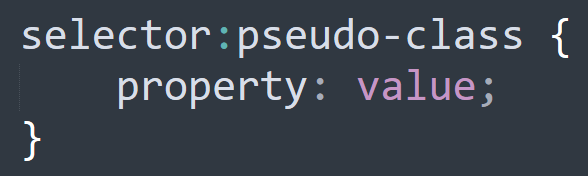 selector:pseudo-class {
    property: value;
}